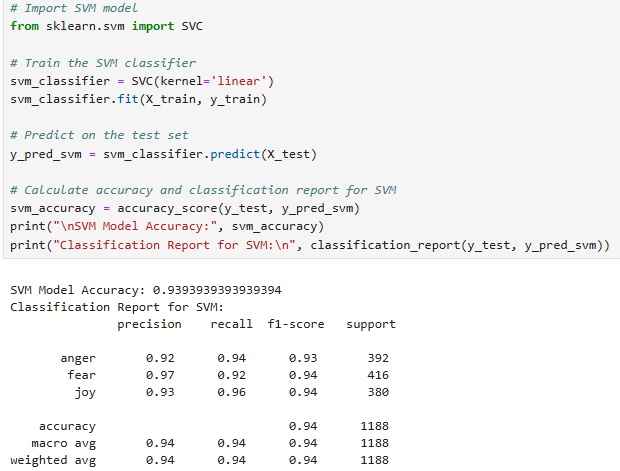 # Import SVM model
from sklearn.svm import SVC
# Train the SVM classifier
svm_classifier = SVC(kernel='linear')
svm_classifier.fit(X_train, y_train)
# Predict on the test set
y_pred_svm = svm_classifier.predict(X_test)
# Calculate accuracy and classification report for SVM
svm_accuracy = accuracy_score(y_test, y_pred_svm)
print("\nSVM Model Accuracy:", svm_accuracy)
print("Classification Report for SVM:\n", classification_report(y_test, y_pred_svm))
SVM Model Accuracy: 0.9393939393939394
Classification Report for SVM:
precision recall f1-score support
anger 0.92 0.94 0.93 392
fear 0.97 0.92 0.94 416
joy 0.93 0.96 0.94 380
accuracy 0.94 1188
macro avg 0.94 0.94 0.94 1188
weighted avg 0.94 0.94 0.94 1188